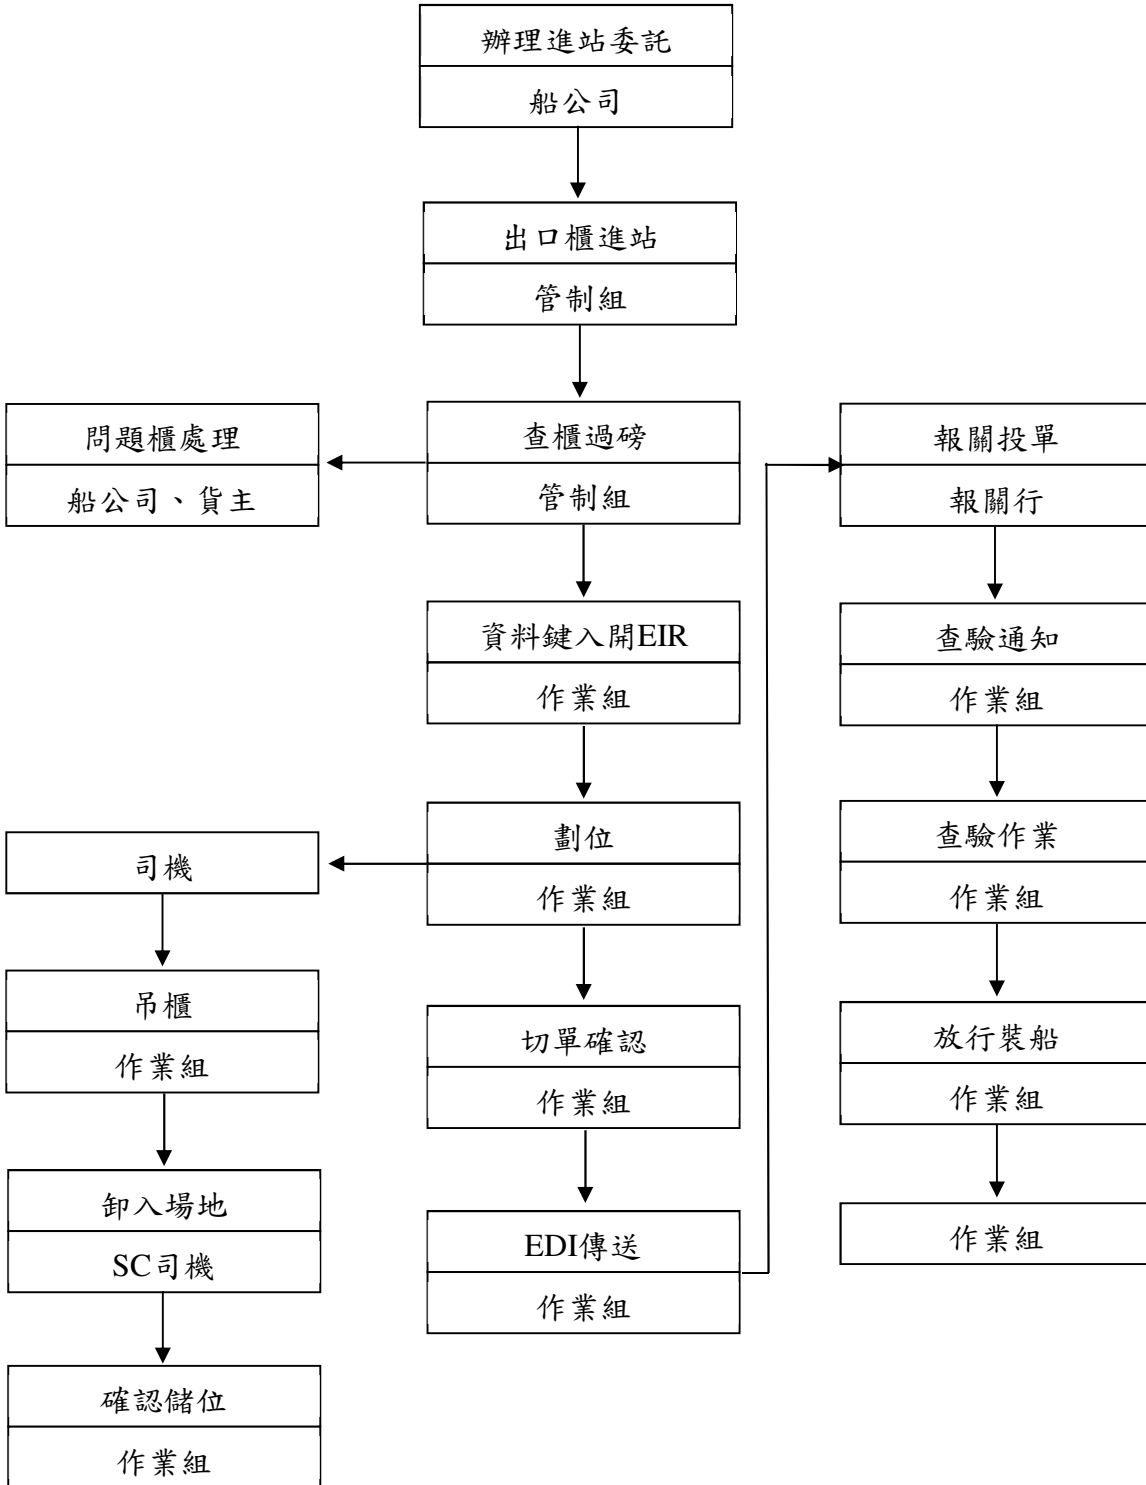 辦理進站委託
船公司
出口櫃進站
管制組
查櫃過磅
管制組
問題櫃處理
船公司、貨主
資料鍵入開EIR
作業組
劃位
作業組
司機
吊櫃
作業組
卸入場地
SC司機
確認儲位
作業組
切單確認
作業組
EDI傳送
作業組
報關投單
報關行
查驗通知
作業組
查驗作業
作業組
放行裝船
作業組
作業組